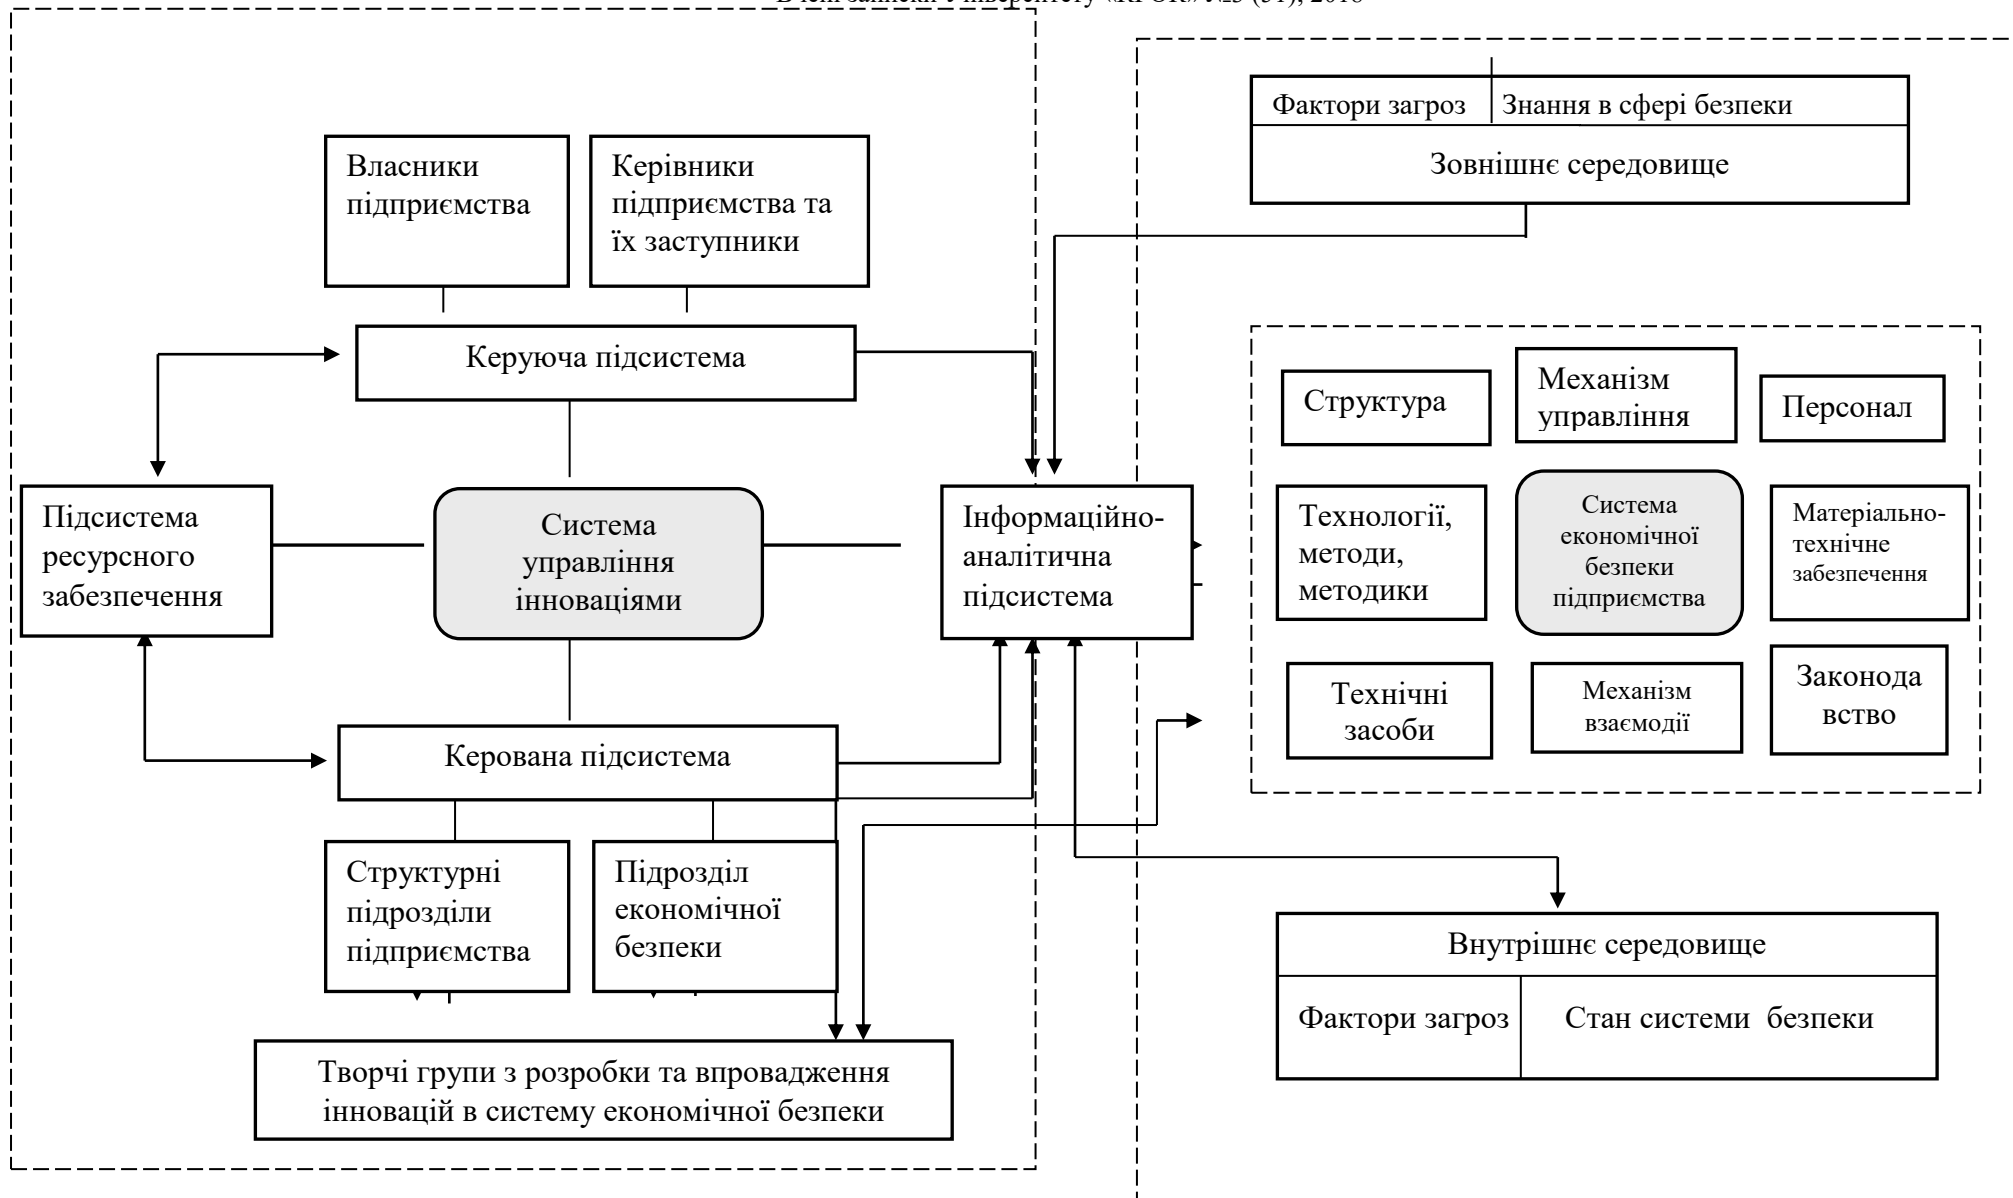 Фактори загроз
Знання в сфері безпеки
Зовнішнє середовище
Власники
підприємства
Керівники
підприємства та
їх заступники
Керуюча підсистема
Структура
Механізм
управління
Персонал
Підсистема
ресурсного
забезпечення
Система
управління
інноваціями
Інформаційно-
аналітична
підсистема
Технології,
методи,
методики
Система
економічної
безпеки
підприємства
Матеріально-
технічне
забезпечення
Технічні
засоби
Механізм
взаємодії
Законода
вство
Керована підсистема
Структурні
підрозділи
підприємства
Підрозділ
економічної
безпеки
Внутрішнє середовище
Фактори загроз
Стан системи безпеки
Творчі групи з розробки та впровадження
інновацій в систему економічної безпеки